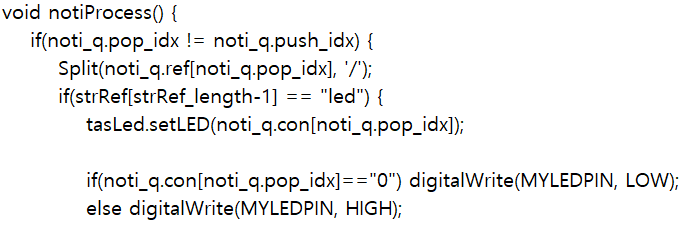 void notiProcess() {
if(noti_q.pop_idx != noti_q.push_idx) {
Split(noti_q.ref[noti_q.pop_idx], '/');
if(strRef[strRef_length-1] == "led") {
tasLed.setLED(noti_q.con[noti_q.pop_idx]);
if(noti_q.con[noti_q.pop_idx]=="0") digitalWrite(MYLEDPIN, LOW);
else digitalWrite(MYLEDPIN, HIGH);